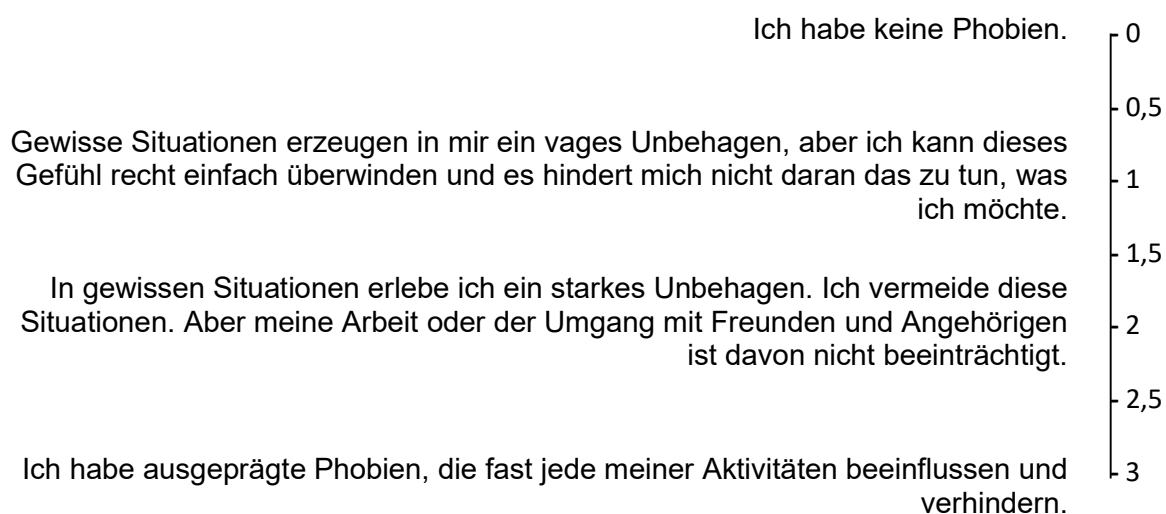 Ich habe keine Phobien.
0
0,5
Gewisse Situationen erzeugen in mir ein vages Unbehagen, aber ich kann dieses
Gefühl recht einfach überwinden und es hindert mich nicht daran das zu tun, was
ich möchte.
1
1,5
In gewissen Situationen erlebe ich ein starkes Unbehagen. Ich vermeide diese
Situationen. Aber meine Arbeit oder der Umgang mit Freunden und Angehörigen
ist davon nicht beeinträchtigt.
2
2,5
Ich habe ausgeprägte Phobien, die fast jede meiner Aktivitäten beeinflussen und
verhindern.
3